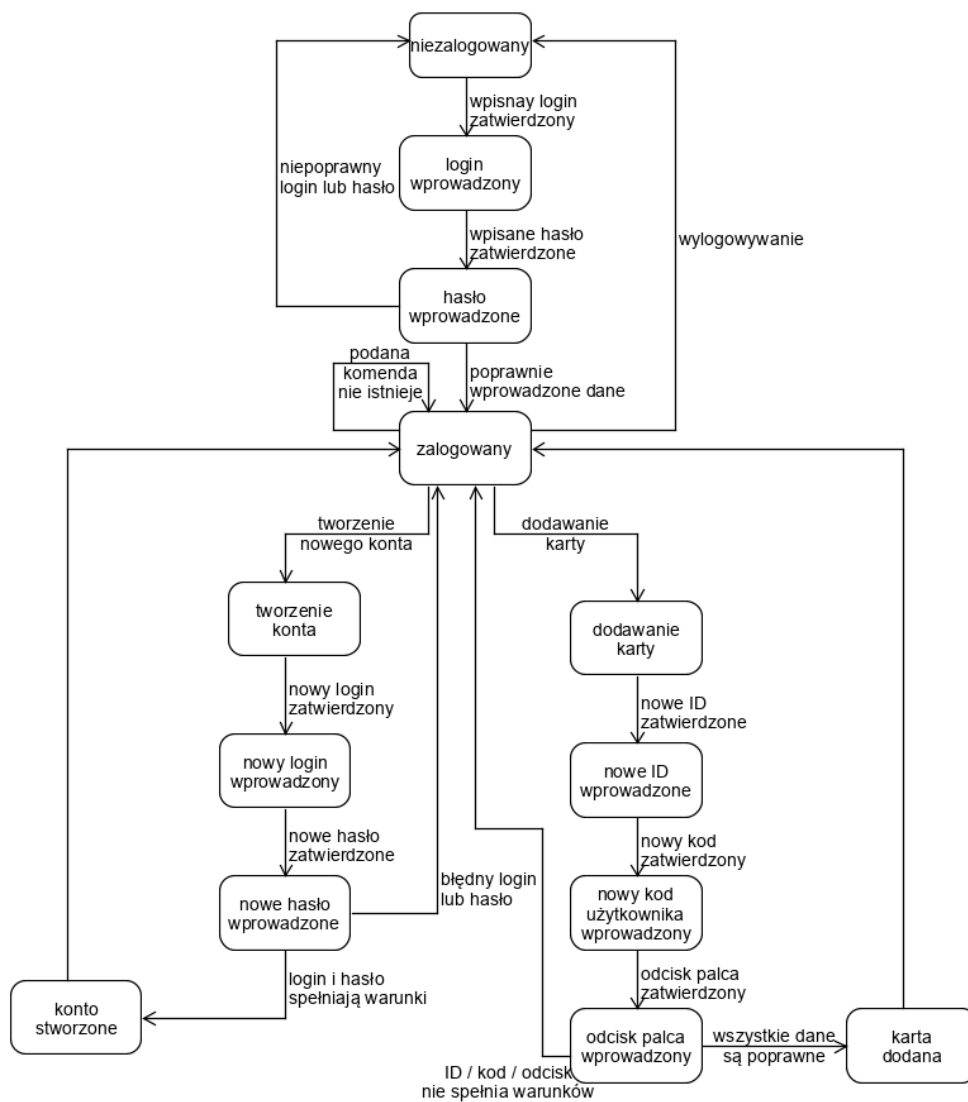 niezalogowany
wpisnay login
zatwierdzony
niepoprawny
login lub hasło
login
wprowadzony
wpisane hasło
zatwierdzone
wylogowywanie
hasło
wprowadzone
podana
komenda
nie istnieje
poprawnie
wprowadzone dane
zalogowany
tworzenie
nowego konta
dodawanie
karty
tworzenie
konta
dodawanie
karty
nowy login
zatwierdzony
nowe ID
zatwierdzone
nowy login
wprowadzony
nowe ID
wprowadzone
nowe hasło
zatwierdzone
nowy kod
zatwierdzony
błędny login
lub hasło
nowe hasło
wprowadzone
nowy kod
użytkownika
wprowadzony
login i hasło
spełniają warunki
odcisk palca
zatwierdzony
konto
stworzone
odcisk palca
wprowadzony
wszystkie dane
są poprawne
karta
dodana
ID / kod / odcisk
nie spełnia warunków